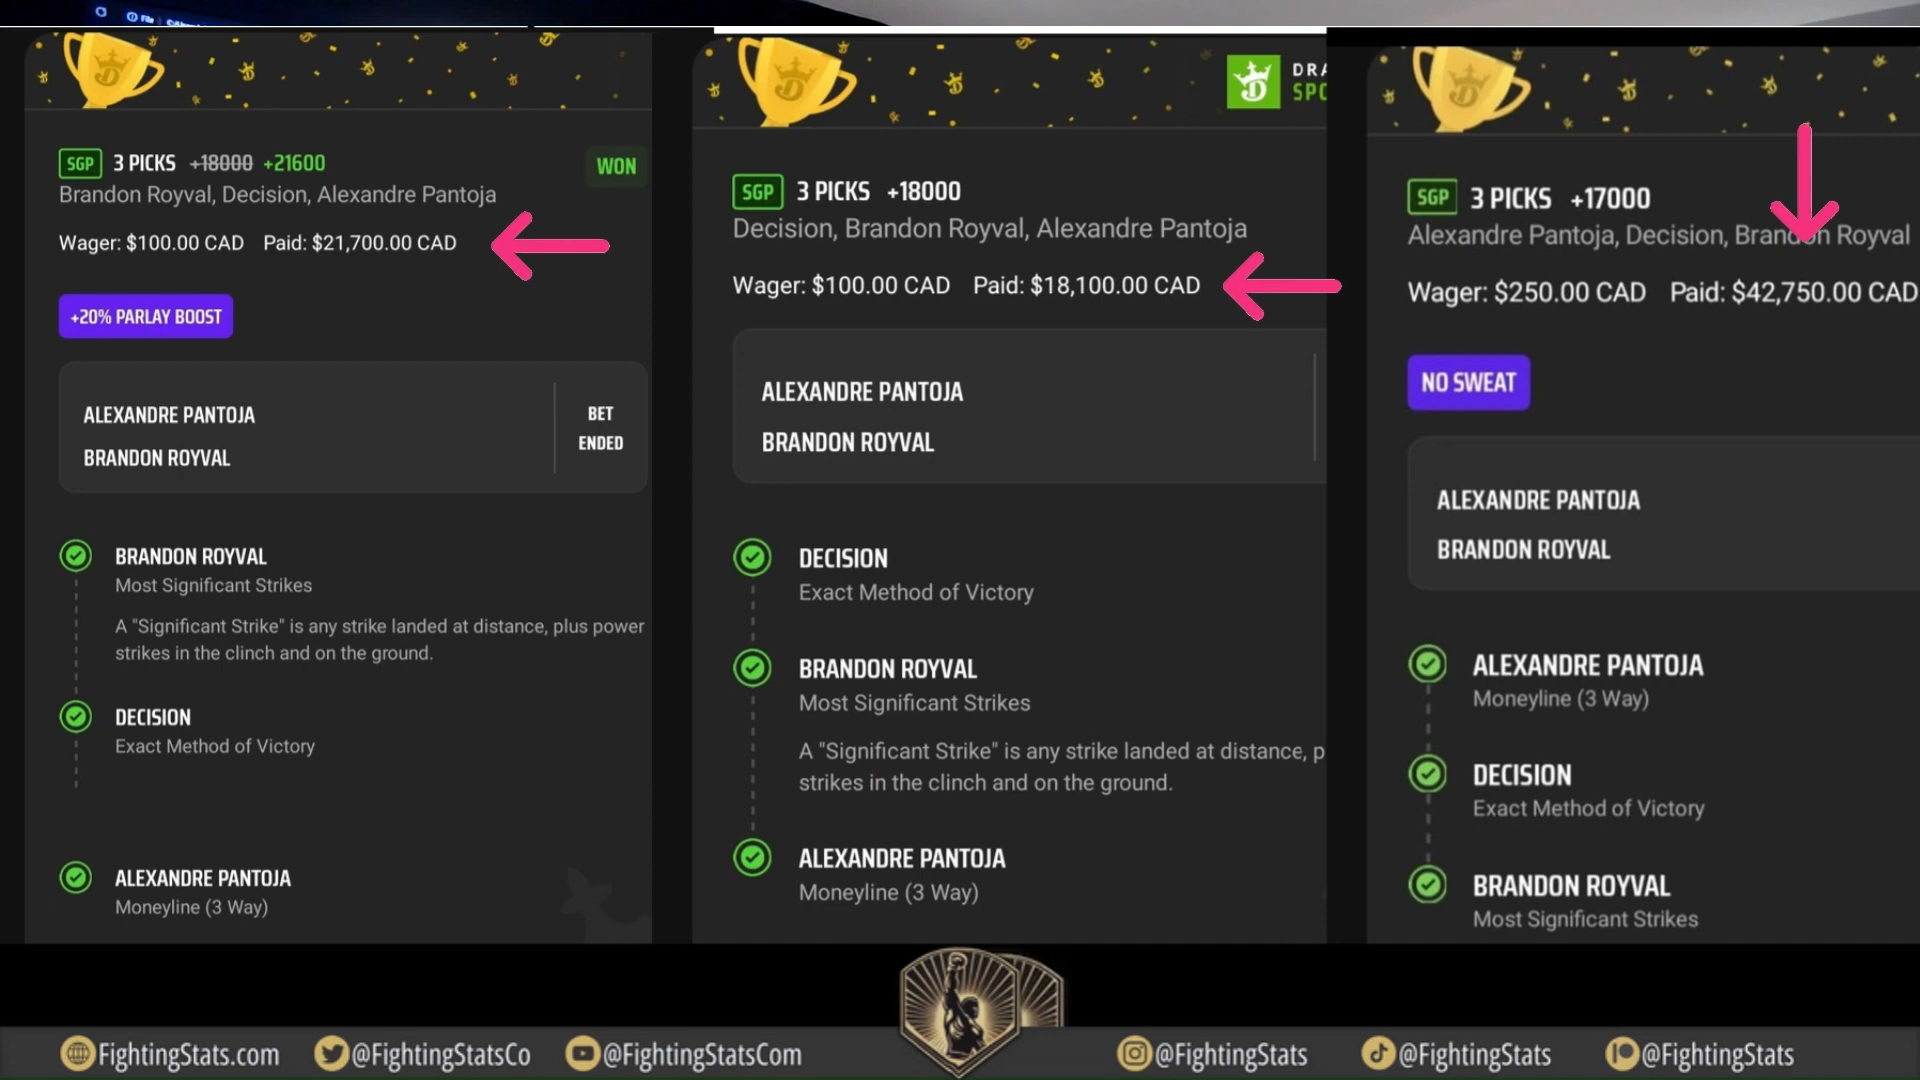 File
SGP 3 PICKS +18000 +21600
WON
Brandon Royval, Decision, Alexandre Pantoja
Wager: $100.00 CAD Paid: $21,700.00 CAD
+20% PARLAY BOOST
ALEXANDRE PANTOJA
BRANDON ROYVAL
BET
ENDED
BRANDON ROYVAL
Most Significant Strikes
A "Significant Strike" is any strike landed at distance, plus power
strikes in the clinch and on the ground.
DECISION
Exact Method of Victory
ALEXANDRE PANTOJA
Moneyline (3 Way)
DRA
SPO
SGP 3 PICKS +18000
Decision, Brandon Royval, Alexandre Pantoja
Wager: $100.00 CAD Paid: $18,100.00 CAD
ALEXANDRE PANTOJA
BRANDON ROYVAL
DECISION
Exact Method of Victory
BRANDON ROYVAL
Most Significant Strikes
A "Significant Strike" is any strike landed at distance, p
strikes in the clinch and on the ground.
ALEXANDRE PANTOJA
Moneyline (3 Way)
SGP 3 PICKS +17000
Alexandre Pantoja, Decision, Brandon Royval
Wager: $250.00 CAD Paid: $42,750.00 CAD
NO SWEAT
ALEXANDRE PANTOJA
BRANDON ROYVAL
ALEXANDRE PANTOJA
Moneyline (3 Way)
DECISION
Exact Method of Victory
BRANDON ROYVAL
Most Significant Strikes
FightingStats.com @FightingStatsCo @FightingStatsCom @FightingStats @FightingStats @FightingStats